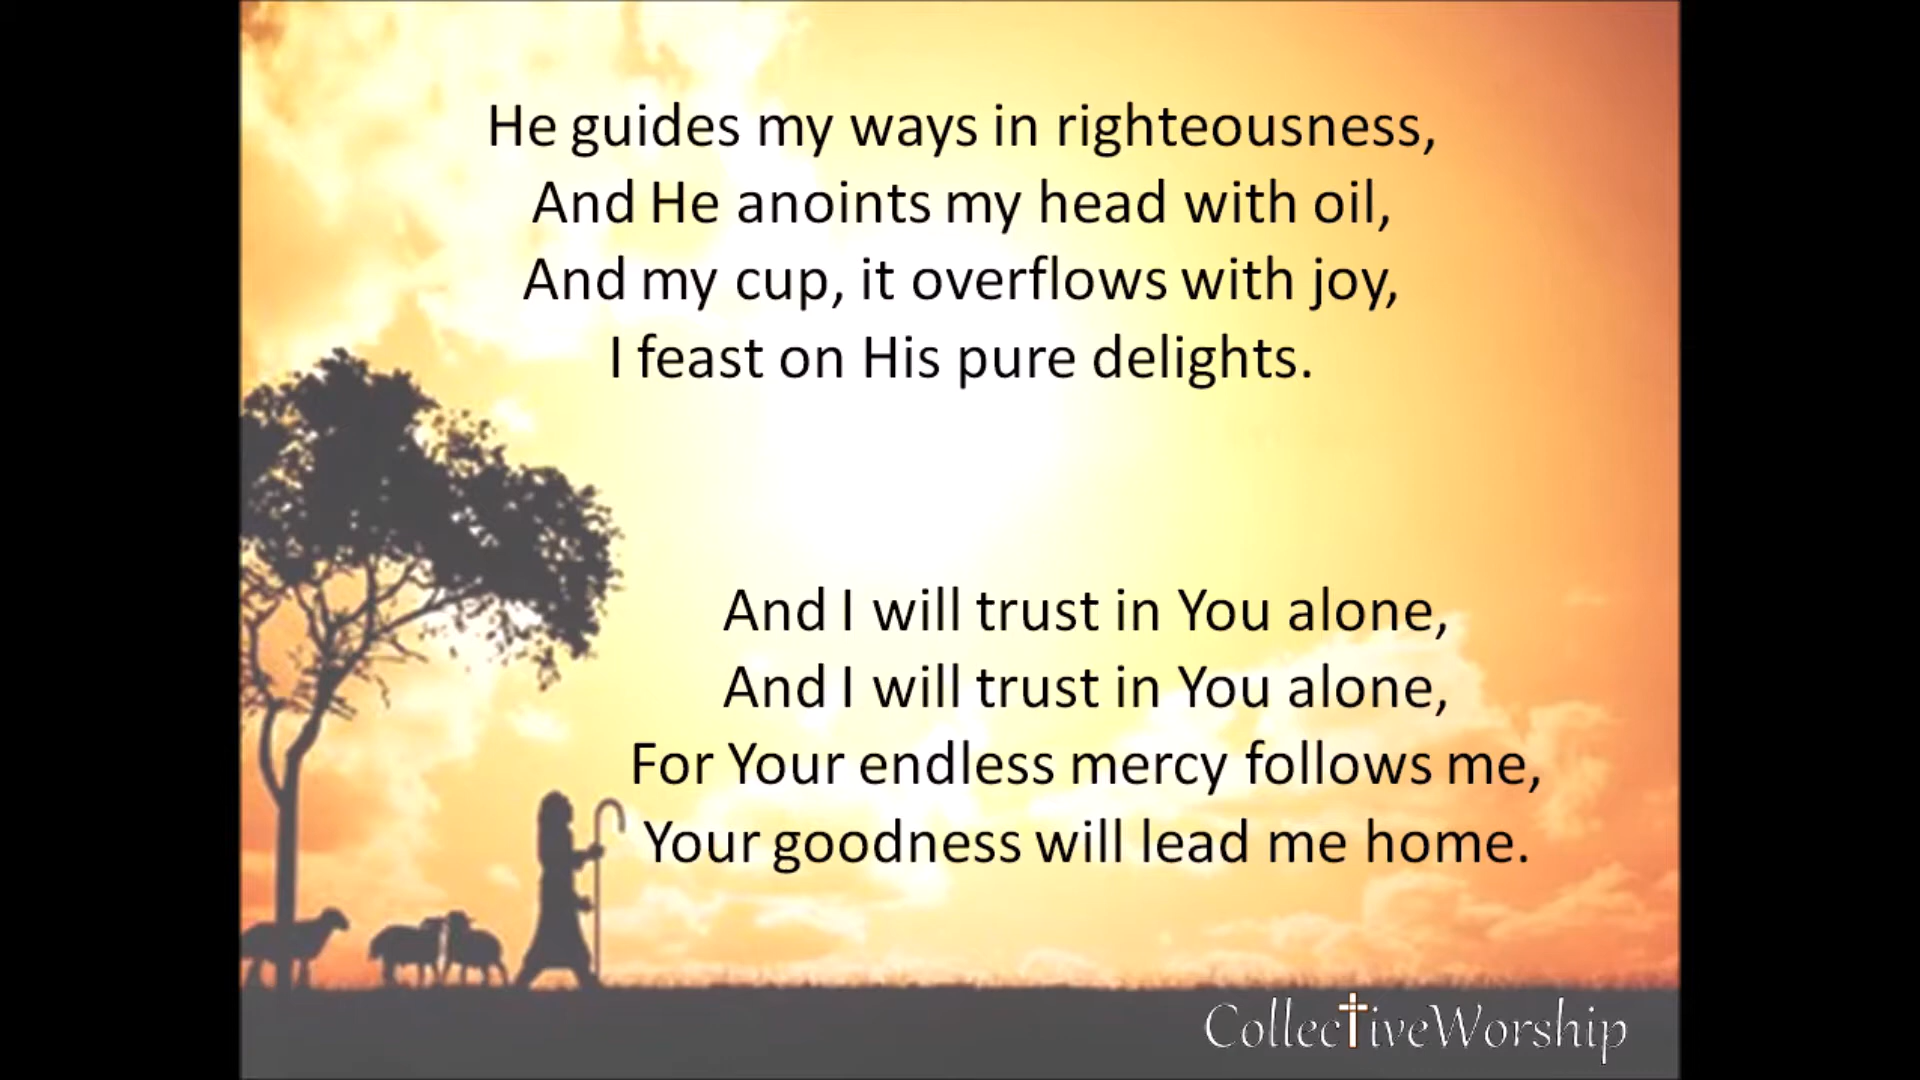 He guides my ways in righteousness,
And He anoints my head with oil,
And my cup, it overflows with joy,
I feast on His pure delights.
And I will trust in You alone,
And I will trust in You alone,
For Your endless mercy follows me,
Your goodness will lead me home.
CollectiveWorship